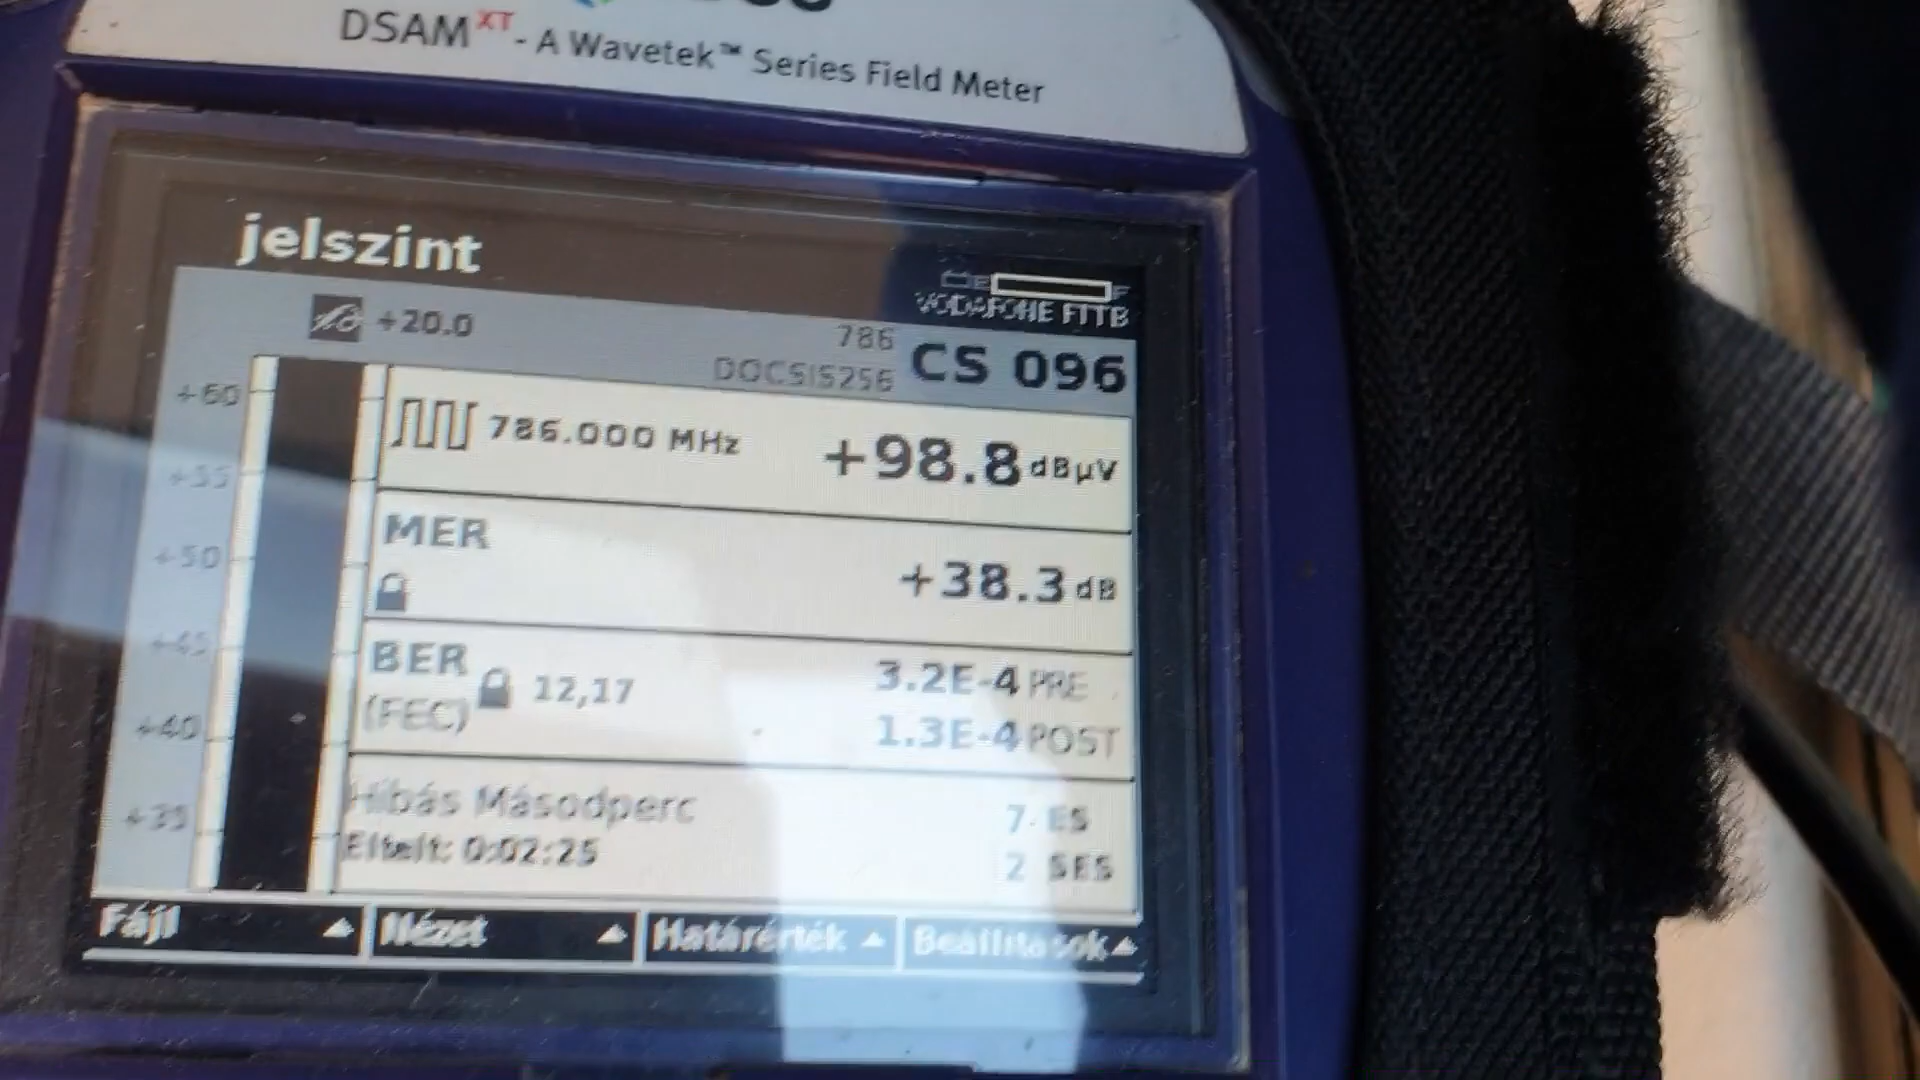 DSAM XT - A Wavetek™ Series Field Meter
jelszint
E F
VODAFONE FTTB
+20.0
786
DOCSIS256
CS 096
+60
+55
+50
+45
+40
+35
786.000 MHz
+98.8 dBµV
MER
+38.3 dB
BER
(FEC)
12,17
3.2E-4 PRE
1.3E-4 POST
Hibás Másodperc
7 ES
Eltelt: 0:02:25
2 SES
Fájl
Nézet
Határérték
Beállítások